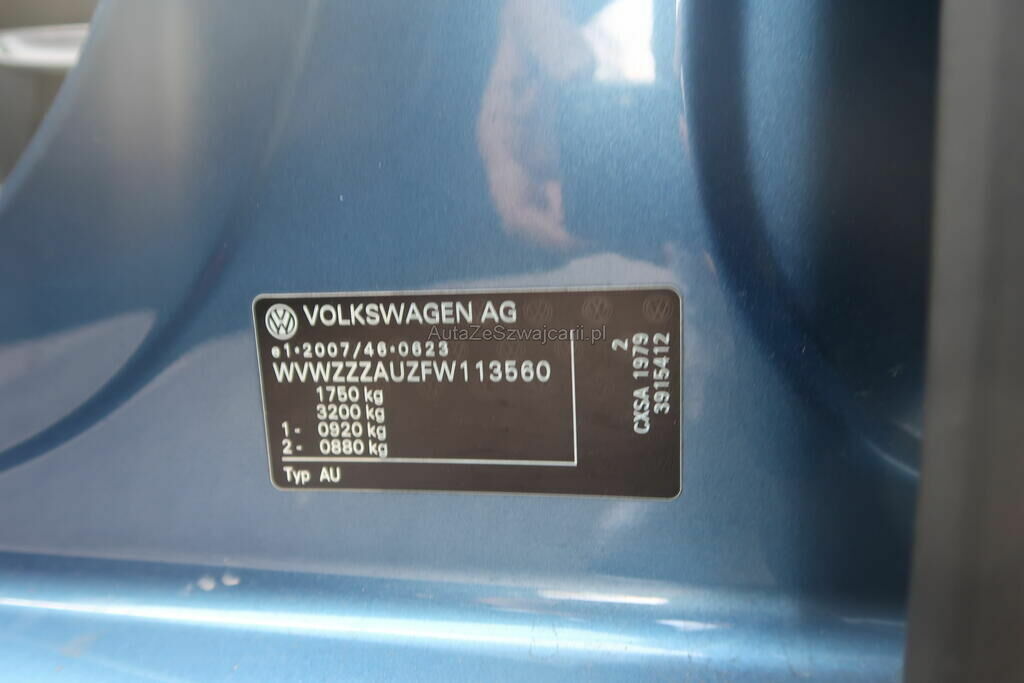 VOLKSWAGEN AG
AutaZeSzwajcarii.pl
e1*2007/46*0623
WVWZZZAUZFW113560
1750 kg
3200 kg
1- 0920 kg
2- 0880 kg
Typ AU
2
CXSA 1979
3915412